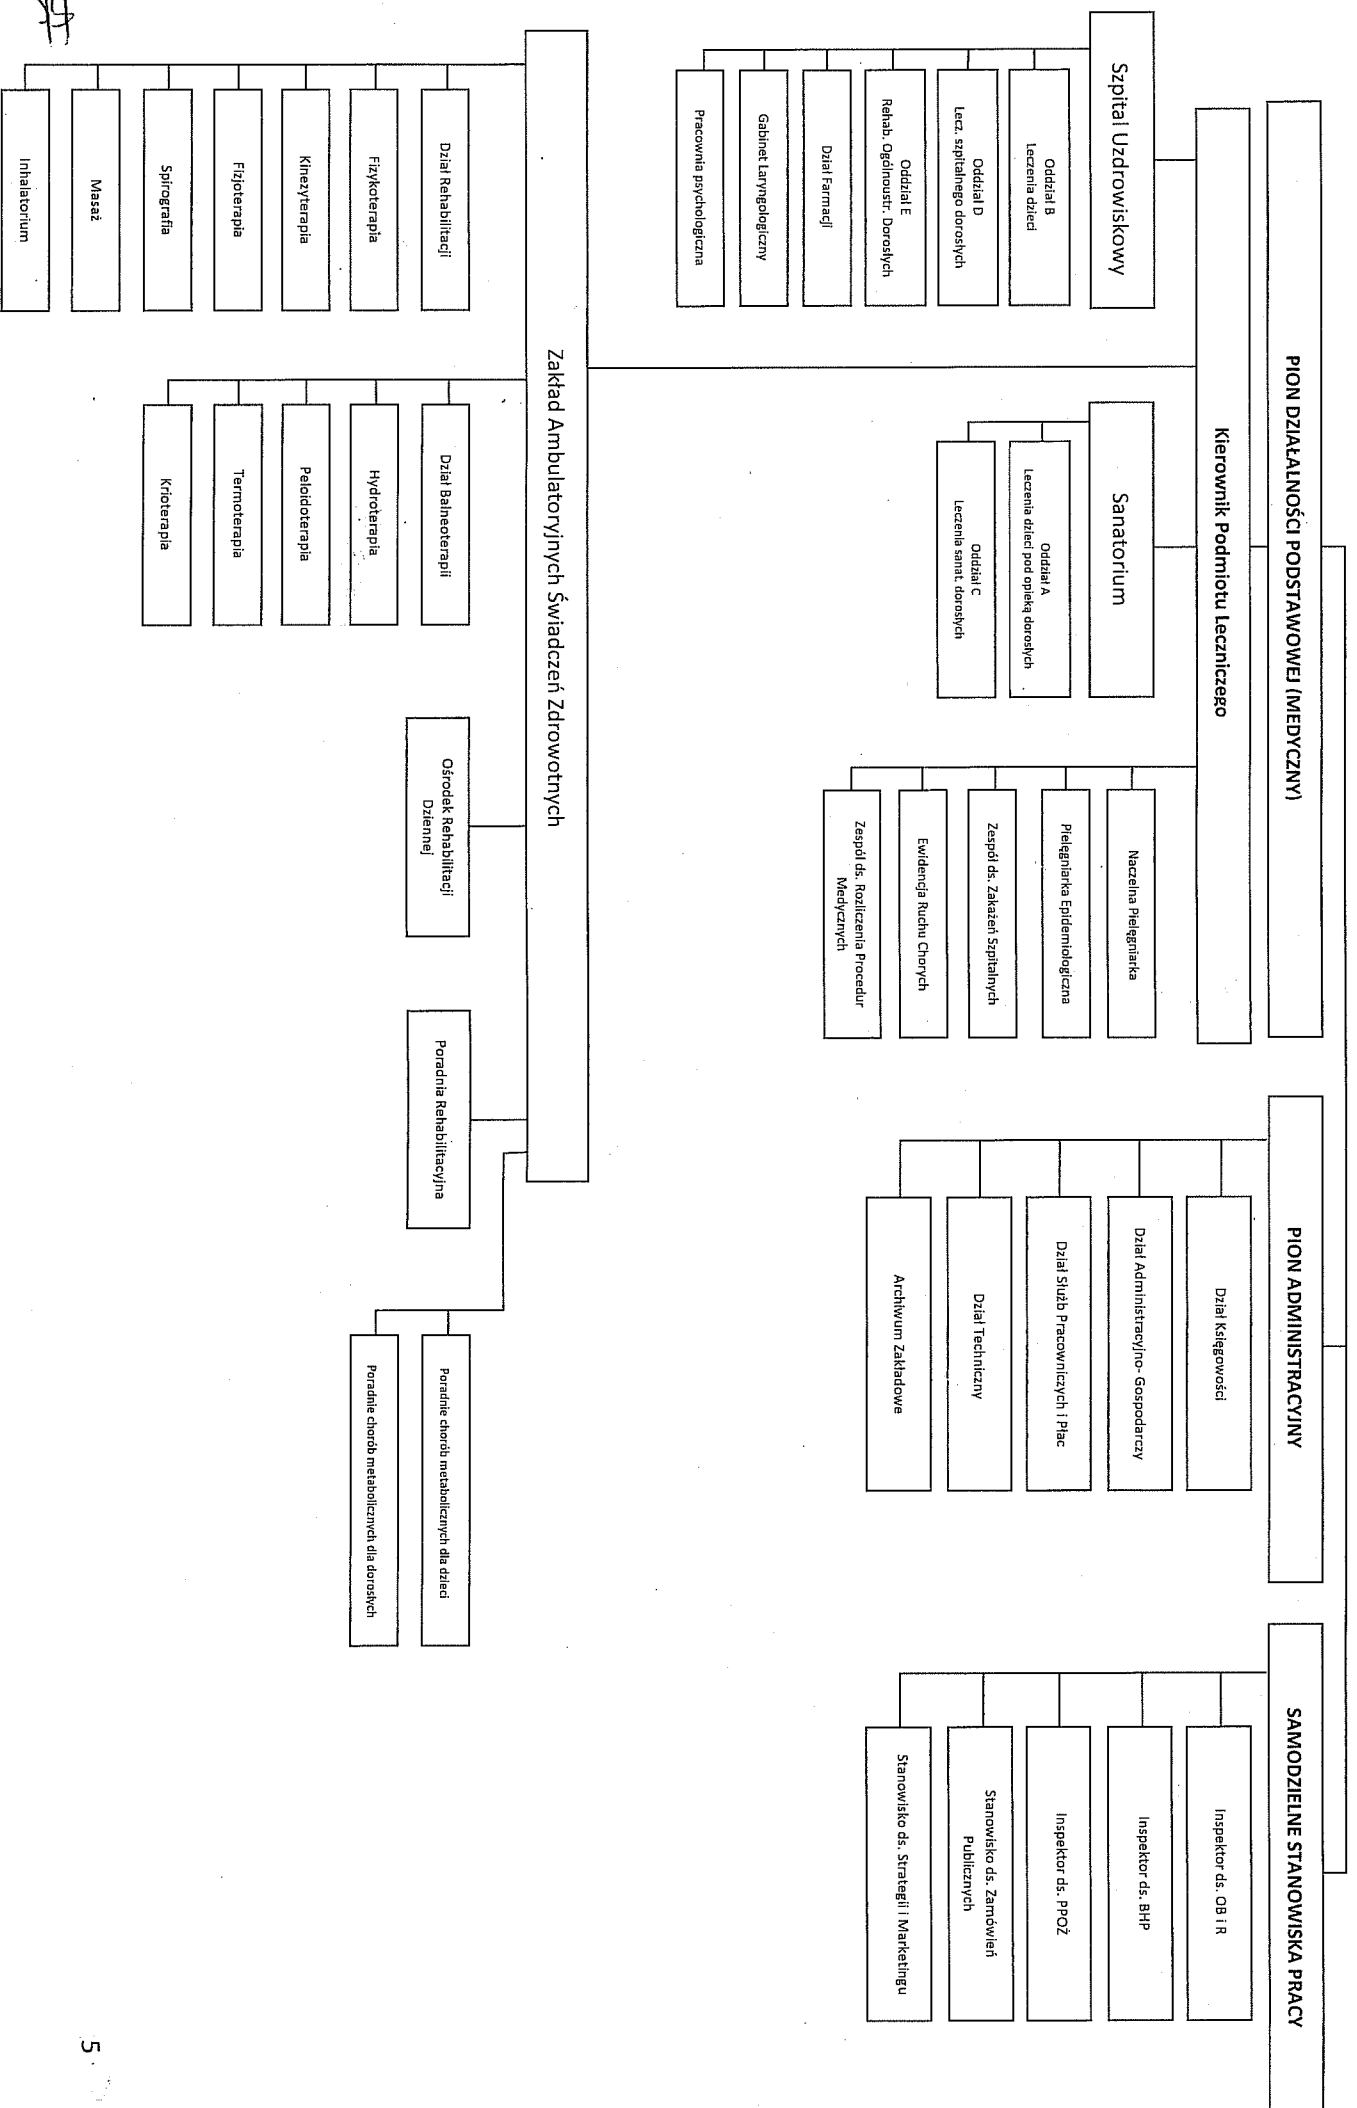 PION DZIAŁALNOŚCI PODSTAWOWEJ (MEDYCZNY)
PION ADMINISTRACYJNY
SAMODZIELNE STANOWISKA PRACY
Kierownik Podmiotu Leczniczego
Szpital Uzdrowiskowy
Oddział B
Leczenia dzieci
Oddział D
Lecz. szpitalnego dorosłych
Oddział E
Rehab. Ogólnoustr. Dorosłych
Dział Farmacji
Gabinet Laryngologiczny
Pracownia psychologiczna
Sanatorium
Oddział A
Leczenia dzieci pod opieką dorosłych
Oddział C
Leczenia sanat. dorosłych
Naczelna Pielęgniarka
Pielęgniarka Epidemiologiczna
Zespół ds. Zakażeń Szpitalnych
Ewidencja Ruchu Chorych
Zespół ds. Rozliczenia Procedur
Medycznych
Dział Księgowości
Dział Administracyjno- Gospodarczy
Dział Służb Pracowniczych i Płac
Dział Techniczny
Archiwum Zakładowe
Inspektor ds. OB i R
Inspektor ds. BHP
Inspektor ds. PPOŻ
Stanowisko ds. Zamówień
Publicznych
Stanowisko ds. Strategii i Marketingu
Zakład Ambulatoryjnych Świadczeń Zdrowotnych
Dział Rehabilitacji
Fizykoterapia
Kinezyterapia
Fizjoterapia
Spirografia
Masaż
Inhalatorium
Dział Balneoterapii
Hydroterapia
Peloidoterapia
Termoterapia
Krioterapia
Ośrodek Rehabilitacji
Dziennej
Poradnia Rehabilitacyjna
Poradnie chorób metabolicznych dla dzieci
Poradnie chorób metabolicznych dla dorosłych
5